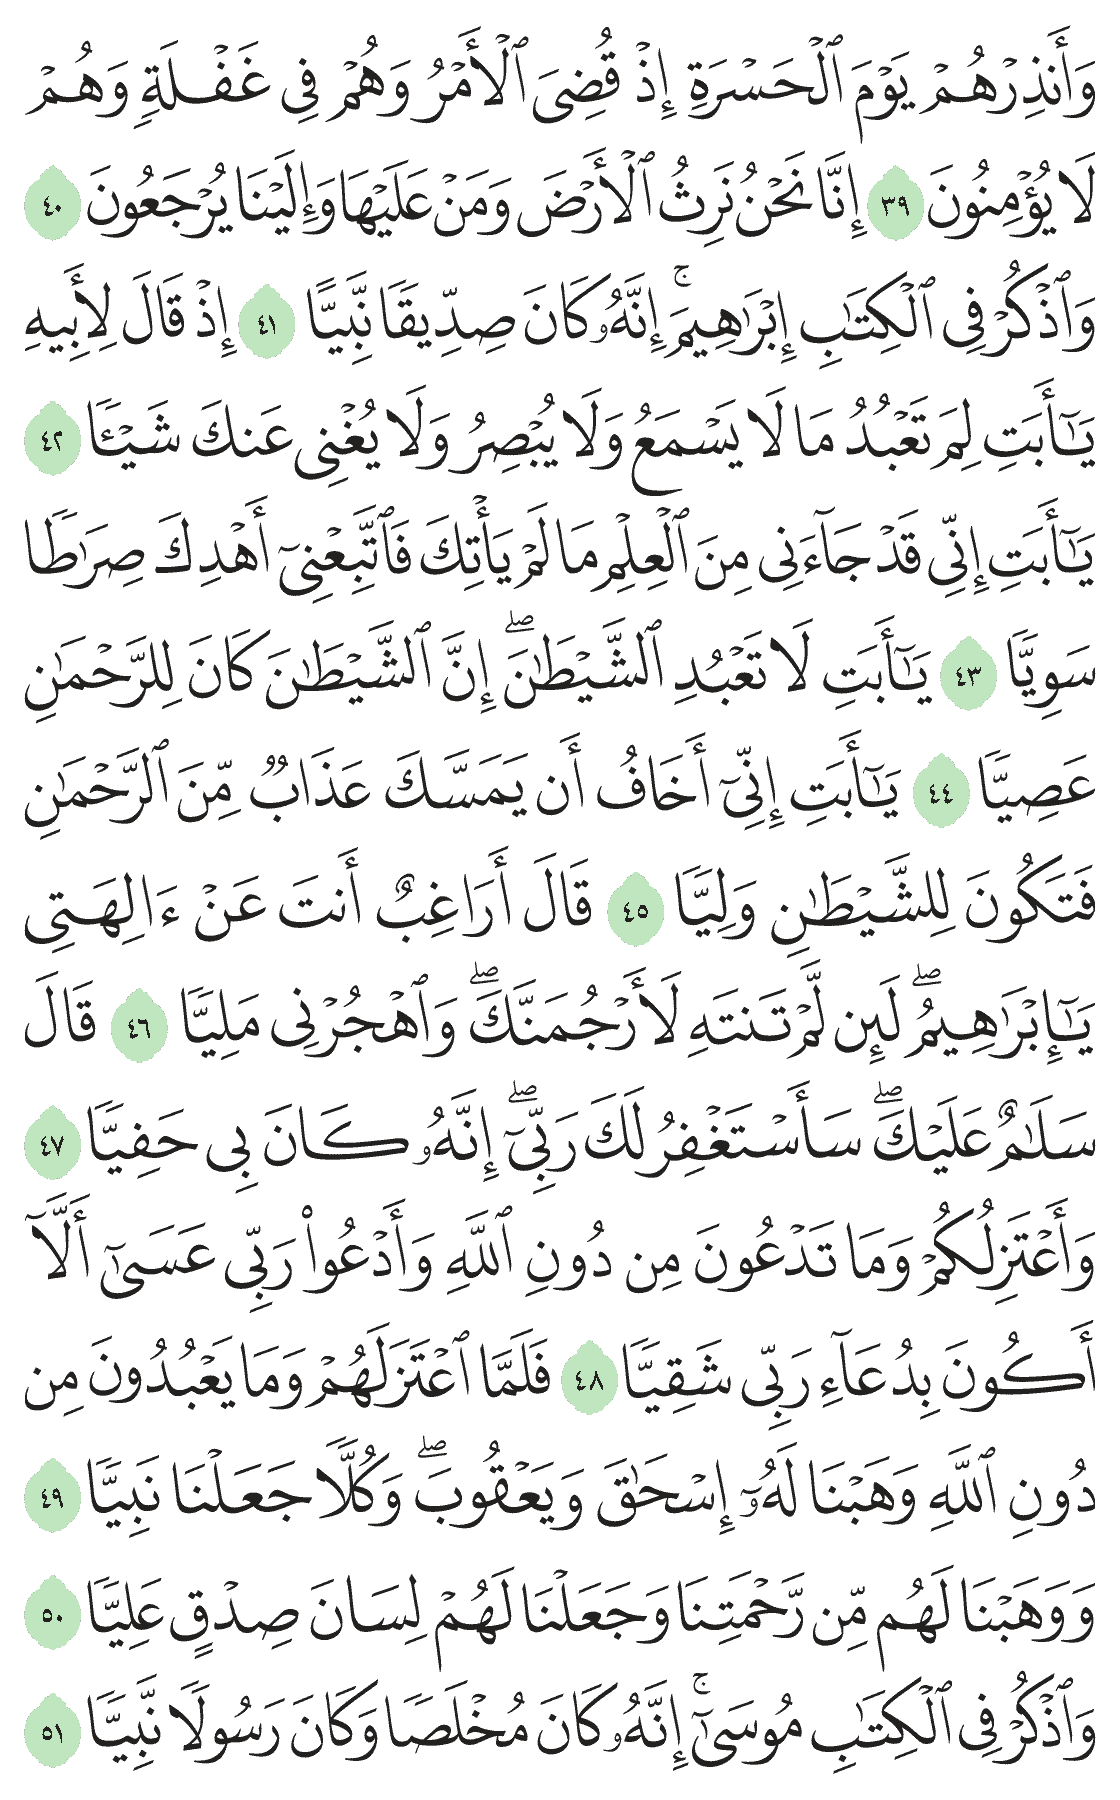 وَأَنذِرْهُمْ يَوْمَ ٱلْحَسْرَةِ إِذْ قُضِىَ ٱلْأَمْرُ وَهُمْ فِى غَفْلَةٍ وَهُمْ
لَا يُؤْمِنُونَ ٣٩ إِنَّا نَحْنُ نَرِثُ ٱلْأَرْضَ وَمَنْ عَلَيْهَا وَإِلَيْنَا يُرْجَعُونَ ٤٠
وَٱذْكُرْ فِى ٱلْكِتَـٰبِ إِبْرَٰهِيمَ ۚ إِنَّهُۥ كَانَ صِدِّيقًا نَّبِيًّا ٤١ إِذْ قَالَ لِأَبِيهِ
يَـٰٓأَبَتِ لِمَ تَعْبُدُ مَا لَا يَسْمَعُ وَلَا يُبْصِرُ وَلَا يُغْنِى عَنكَ شَيْـًٔا ٤٢
يَـٰٓأَبَتِ إِنِّى قَدْ جَآءَنِى مِنَ ٱلْعِلْمِ مَا لَمْ يَأْتِكَ فَٱتَّبِعْنِىٓ أَهْدِكَ صِرَٰطًا
سَوِيًّا ٤٣ يَـٰٓأَبَتِ لَا تَعْبُدِ ٱلشَّيْطَـٰنَ ۖ إِنَّ ٱلشَّيْطَـٰنَ كَانَ لِلرَّحْمَـٰنِ
عَصِيًّا ٤٤ يَـٰٓأَبَتِ إِنِّىٓ أَخَافُ أَن يَمَسَّكَ عَذَابٌ مِّنَ ٱلرَّحْمَـٰنِ
فَتَكُونَ لِلشَّيْطَـٰنِ وَلِيًّا ٤٥ قَالَ أَرَاغِبٌ أَنتَ عَنْ ءَالِهَتِى
يَـٰٓإِبْرَٰهِيمُ ۖ لَئِن لَّمْ تَنتَهِ لَأَرْجُمَنَّكَ ۖ وَٱهْجُرْنِى مَلِيًّا ٤٦ قَالَ
سَلَـٰمٌ عَلَيْكَ ۖ سَأَسْتَغْفِرُ لَكَ رَبِّىٓ ۖ إِنَّهُۥ كَانَ بِى حَفِيًّا ٤٧
وَأَعْتَزِلُكُمْ وَمَا تَدْعُونَ مِن دُونِ ٱللَّهِ وَأَدْعُوا۟ رَبِّى عَسَىٰٓ أَلَّآ
أَكُونَ بِدُعَآءِ رَبِّى شَقِيًّا ٤٨ فَلَمَّا ٱعْتَزَلَهُمْ وَمَا يَعْبُدُونَ مِن
دُونِ ٱللَّهِ وَهَبْنَا لَهُۥٓ إِسْحَـٰقَ وَيَعْقُوبَ ۖ وَكُلًّا جَعَلْنَا نَبِيًّا ٤٩
وَوَهَبْنَا لَهُم مِّن رَّحْمَتِنَا وَجَعَلْنَا لَهُمْ لِسَانَ صِدْقٍ عَلِيًّا ٥٠
وَٱذْكُرْ فِى ٱلْكِتَـٰبِ مُوسَىٰٓ ۚ إِنَّهُۥ كَانَ مُخْلَصًا وَكَانَ رَسُولًا نَّبِيًّا ٥١